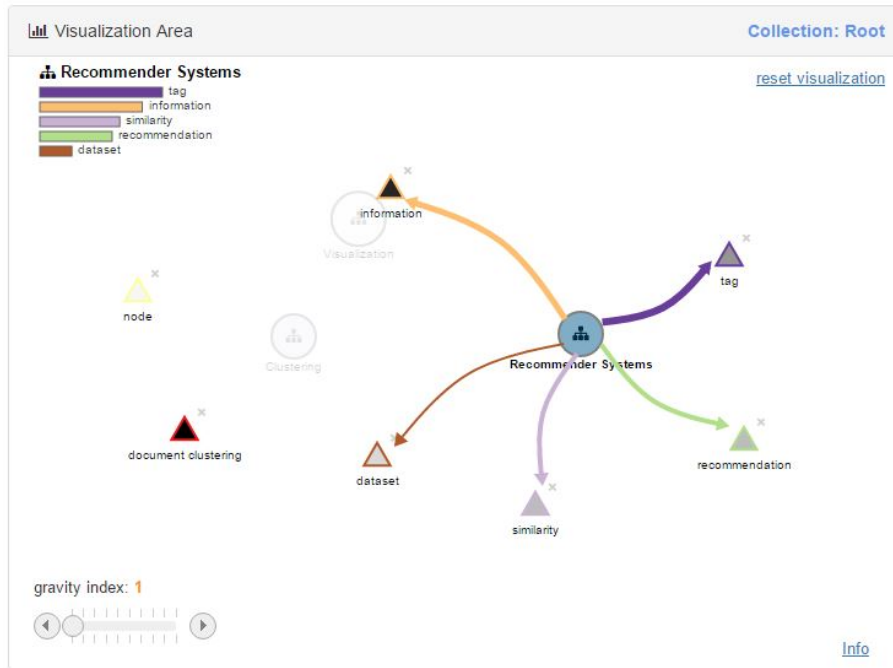 Visualization Area
Collection: Root
Recommender Systems
reset visualization
tag
information
similarity
recommendation
dataset
information
Visualization
tag
node
Clustering
Recommender Systems
document clustering
dataset
recommendation
similarity
gravity index: 1
Info